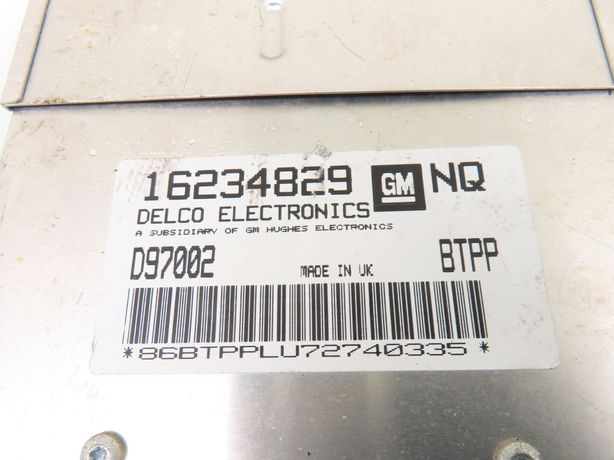 16234829 GM NQ
DELCO ELECTRONICS
A SUBSIDIARY OF GM HUGHES ELECTRONICS
D97002 MADE IN UK BTPP
*86BTPPLU72740335*